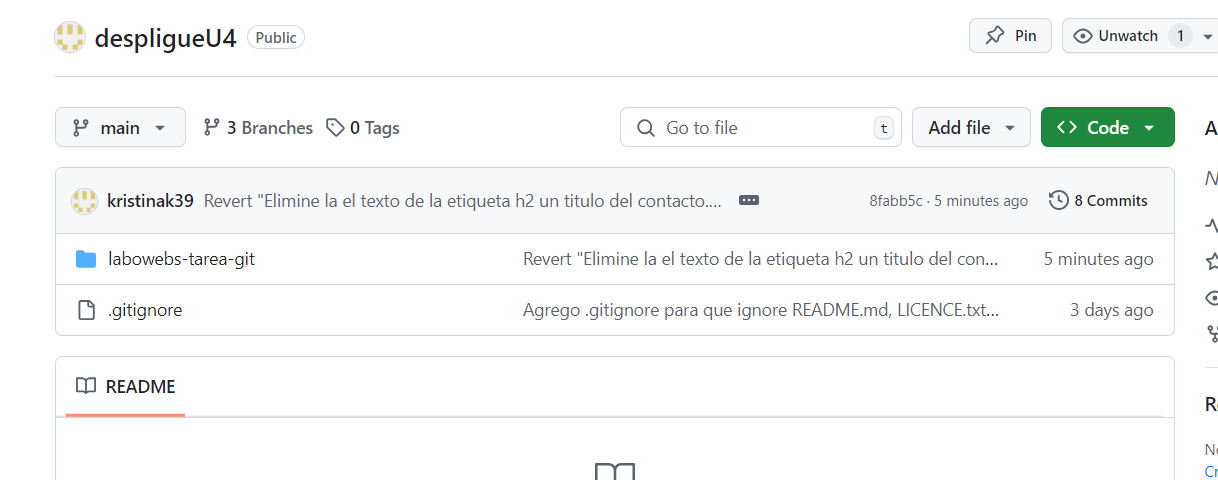 despligueU4 Public Pin Unwatch 1
main 3 Branches 0 Tags Go to file t Add file Code
kristinak39 Revert "Elimine la el texto de la etiqueta h2 un titulo del contacto.... 8fabb5c · 5 minutes ago 8 Commits
labowebs-tarea-git Revert "Elimine la el texto de la etiqueta h2 un titulo del con... 5 minutes ago
.gitignore Agrego .gitignore para que ignore README.md, LICENCE.txt... 3 days ago
README